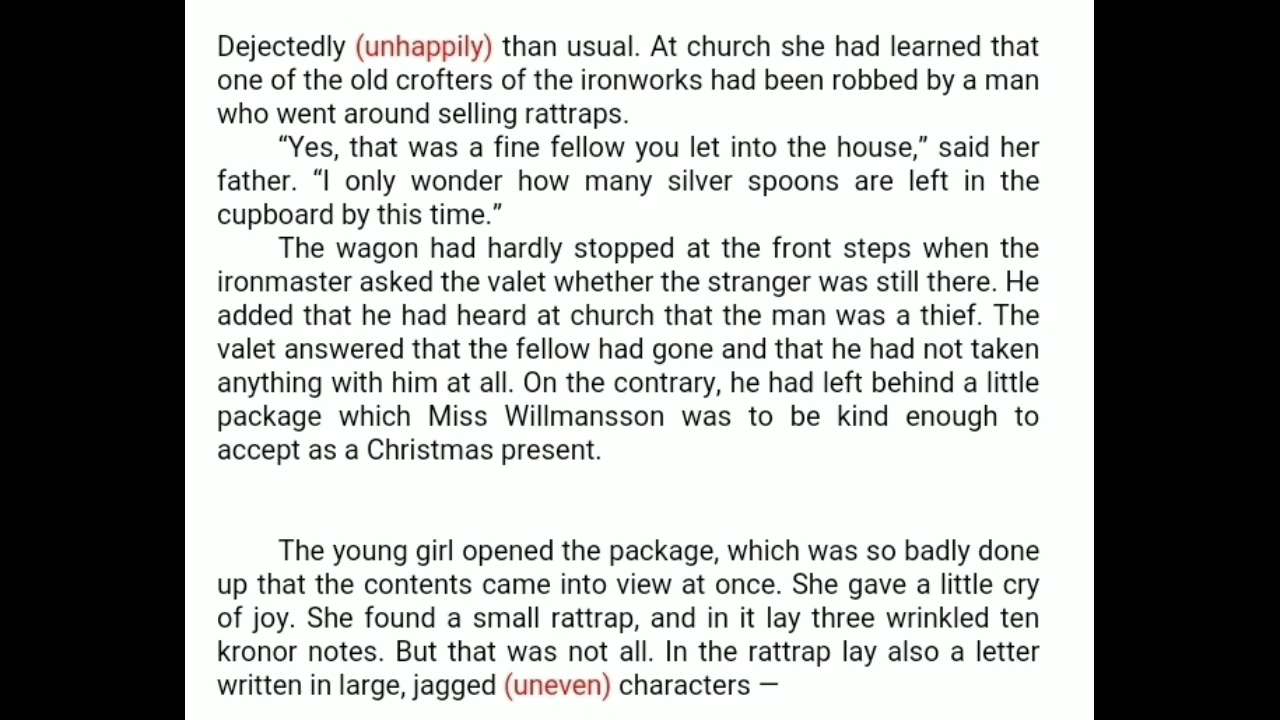 Dejectedly (unhappily) than usual. At church she had learned that
one of the old crofters of the ironworks had been robbed by a man
who went around selling rattraps.
“Yes, that was a fine fellow you let into the house,” said her
father. “I only wonder how many silver spoons are left in the
cupboard by this time.”
The wagon had hardly stopped at the front steps when the
ironmaster asked the valet whether the stranger was still there. He
added that he had heard at church that the man was a thief. The
valet answered that the fellow had gone and that he had not taken
anything with him at all. On the contrary, he had left behind a little
package which Miss Willmansson was to be kind enough to
accept as a Christmas present.
The young girl opened the package, which was so badly done
up that the contents came into view at once. She gave a little cry
of joy. She found a small rattrap, and in it lay three wrinkled ten
kronor notes. But that was not all. In the rattrap lay also a letter
written in large, jagged (uneven) characters —